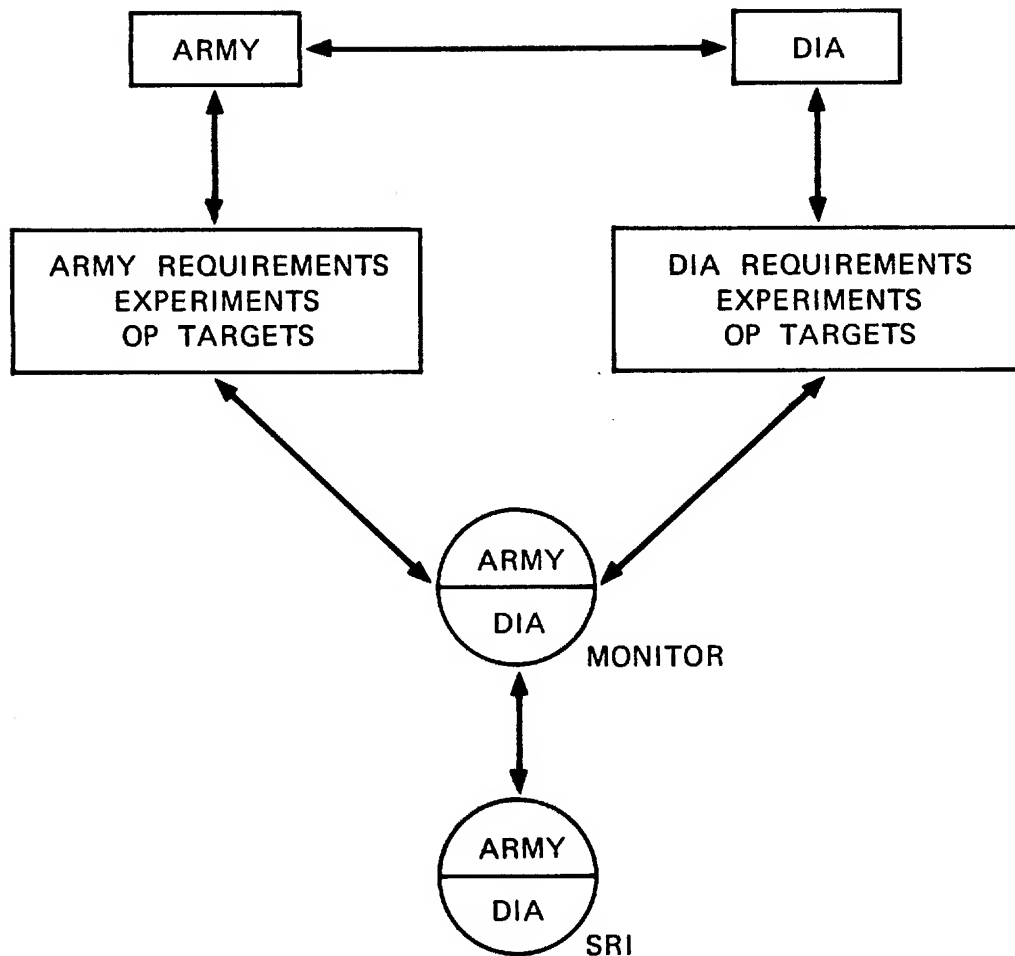 ARMY
DIA
ARMY REQUIREMENTS
EXPERIMENTS
OP TARGETS
DIA REQUIREMENTS
EXPERIMENTS
OP TARGETS
ARMY
DIA
MONITOR
ARMY
DIA
SRI